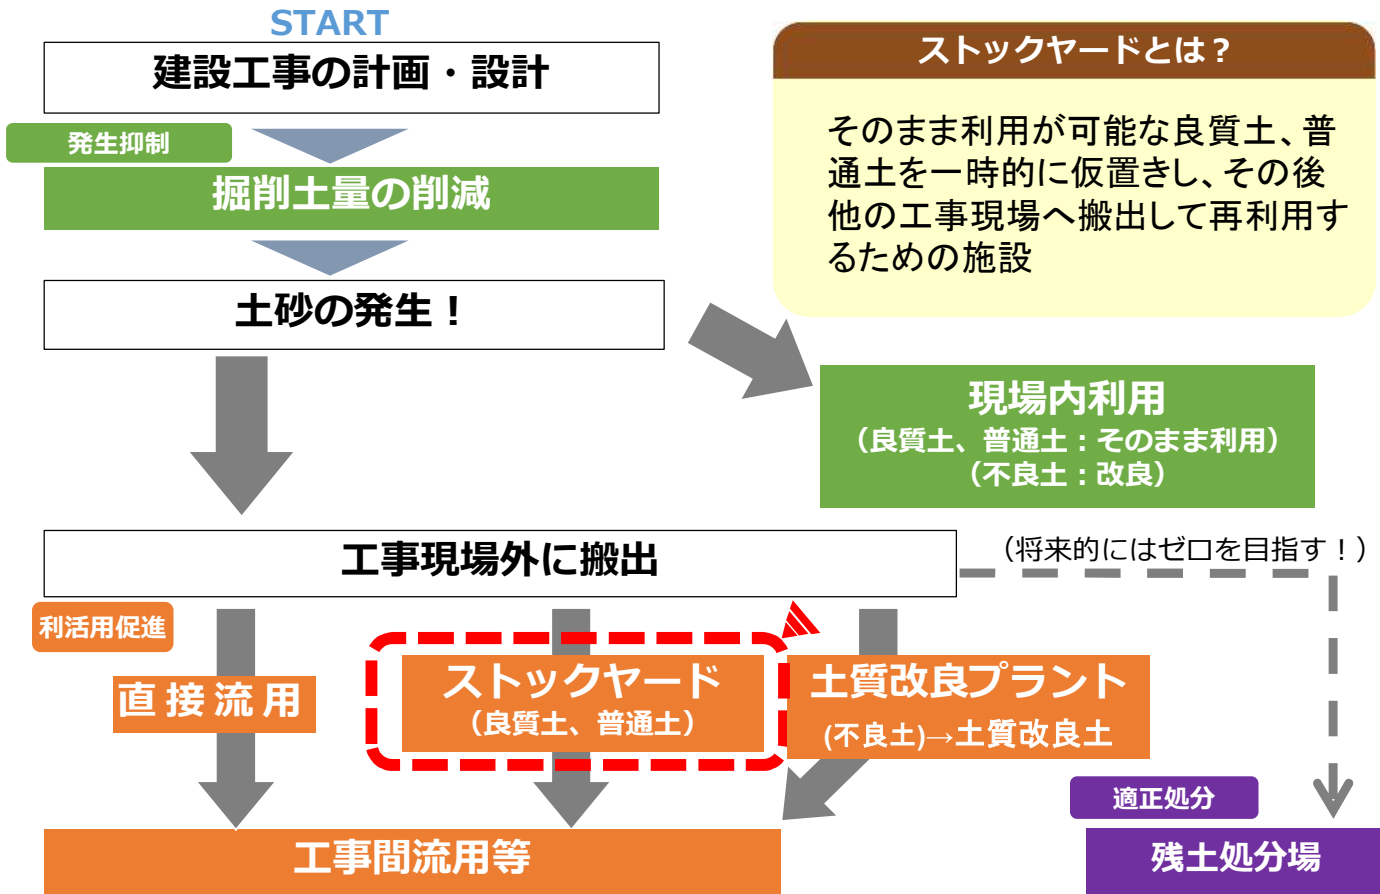 START
建設工事の計画・設計
発生抑制
掘削土量の削減
土砂の発生！
ストックヤードとは？
そのまま利用が可能な良質土、普
通土を一時的に仮置きし、その後
他の工事現場へ搬出して再利用す
るための施設
現場内利用
（良質土、普通土：そのまま利用）
（不良土：改良）
工事現場外に搬出
（将来的にはゼロを目指す！）
利活用促進
直接流用
ストックヤード
（良質土、普通土）
土質改良プラント
(不良土)→土質改良土
適正処分
工事間流用等
残土処分場